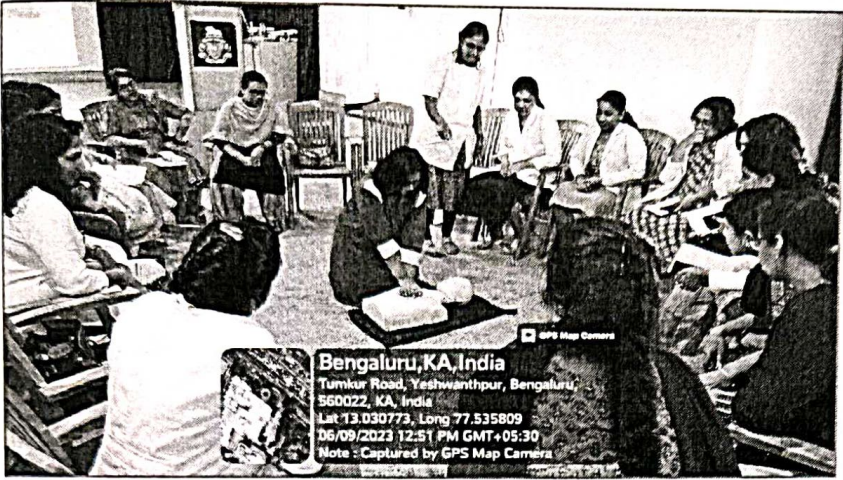 GPS Map Camera
Bengaluru,KA,India
Tumkur Road, Yeshwanthpur, Bengaluru,
560022, KA, India
Lat 13.030773, Long 77.535809
06/09/2023 12:51 PM GMT+05:30
Note : Captured by GPS Map Camera